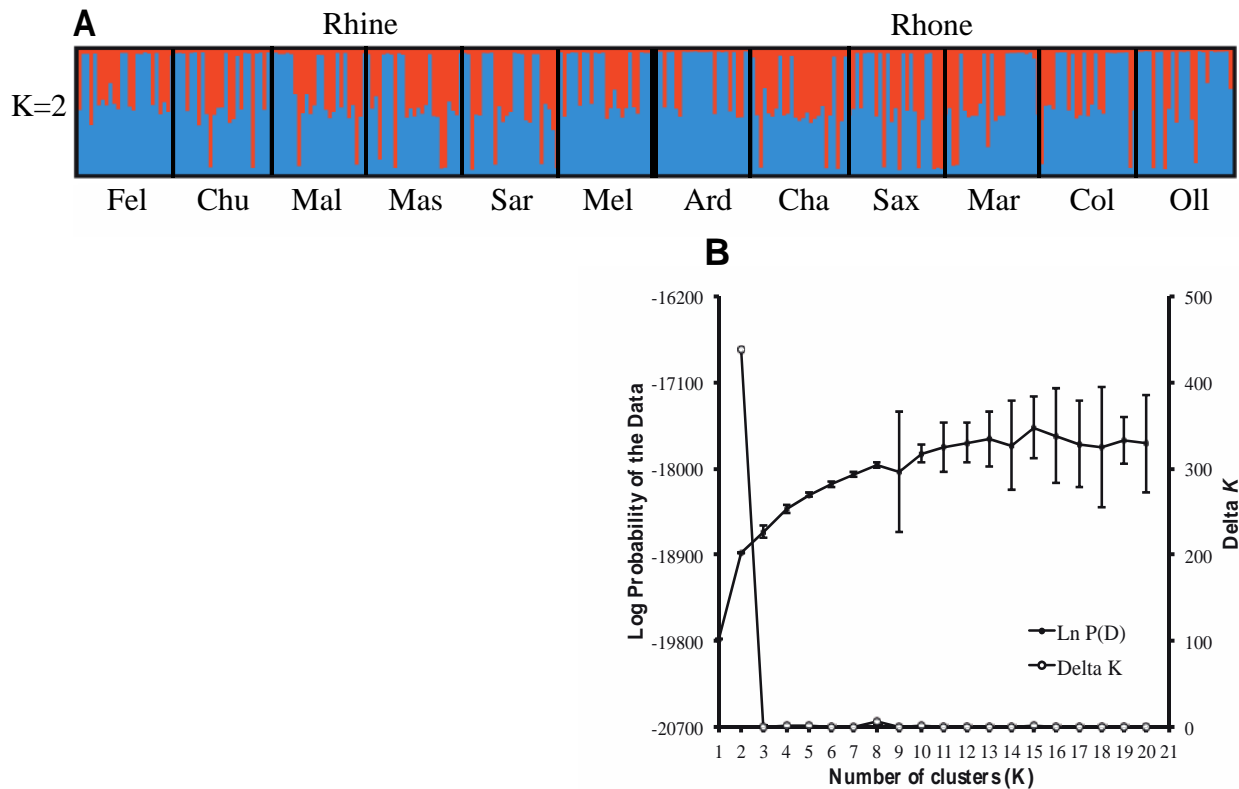 A
Rhine Rhone
K=2
Fel Chu Mal Mas Sar Mel Ard Cha Sax Mar Col Oll
B
Log Probability of the Data
-16200
-17100
-18000
-18900
-19800
-20700
500
400
300
200
100
0
Delta K
Ln P(D)
Delta K
1 2 3 4 5 6 7 8 9 10 11 12 13 14 15 16 17 18 19 20 21
Number of clusters (K)